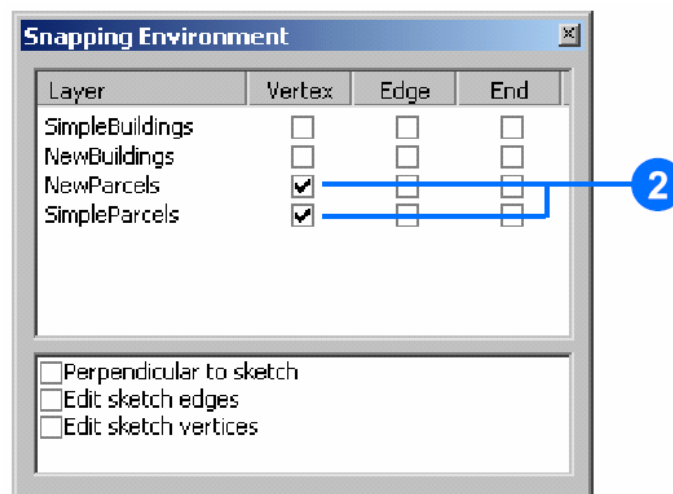 Snapping Environment
Layer Vertex Edge End
SimpleBuildings
NewBuildings
NewParcels
SimpleParcels
2
Perpendicular to sketch
Edit sketch edges
Edit sketch vertices